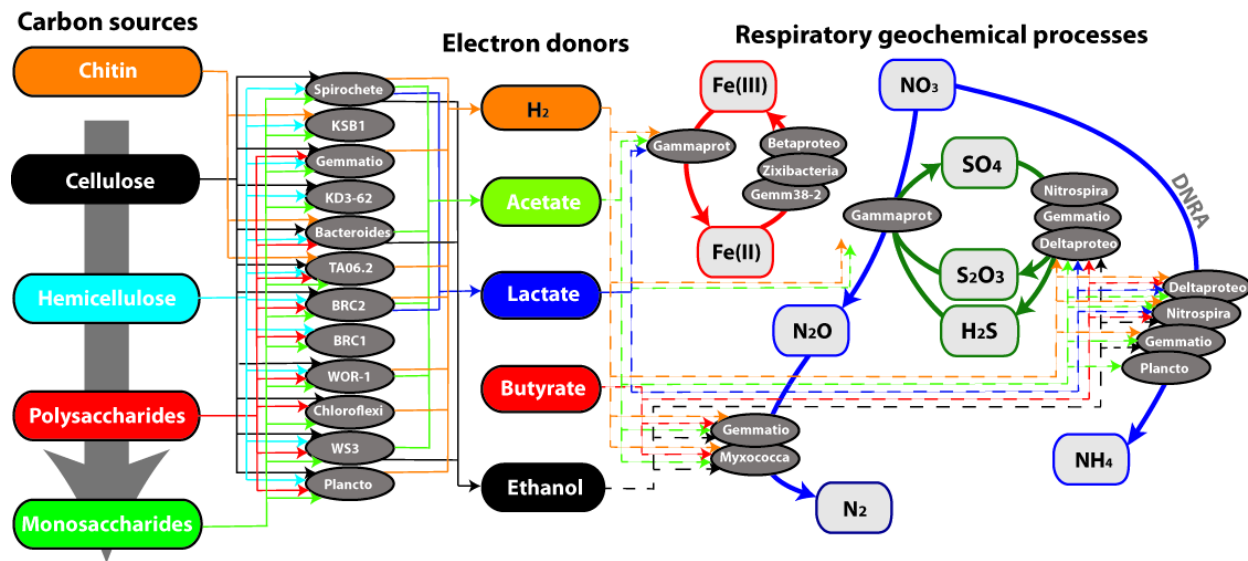 Carbon sources
Electron donors
Respiratory geochemical processes
Chitin
Cellulose
Hemicellulose
Polysaccharides
Monosaccharides
Spirochete
KSB1
Gemmatio
KD3-62
Bacteroides
TA06.2
BRC2
BRC1
WOR-1
Chloroflexi
WS3
Plancto
H2
Acetate
Lactate
Butyrate
Ethanol
Fe(III)
Gammaprot
Betaproteo
Zixibacteria
Gemm38-2
Fe(II)
NO3
Gammaprot
SO4
S2O3
H2S
Nitrospira
Gemmatio
Deltaproteo
DNRA
N2O
Gemmatio
Myxococca
N2
Deltaproteo
Nitrospira
Gemmatio
Plancto
NH4